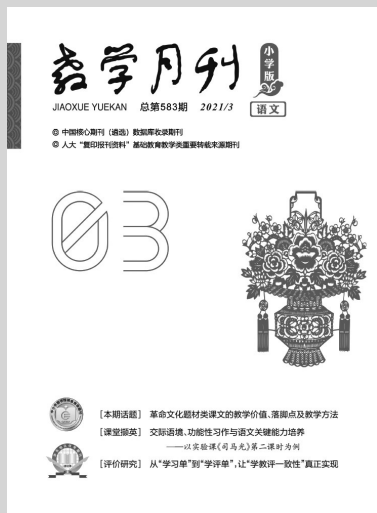 教学月刊
小学版
JIAOXUE YUEKAN 总第583期 2021/3 语文
◎ 中国核心期刊（遴选）数据库收录期刊
◎ 人大“复印报刊资料”基础教育教学类重要转载来源期刊
03
［本期话题］ 革命文化题材类课文的教学价值、落脚点及教学方法
［课堂撷英］ 交际语境、功能性习作与语文关键能力培养
——以实验课《司马光》第二课时为例
［评价研究］ 从“学习单”到“学评单”，让“学教评一致性”真正实现